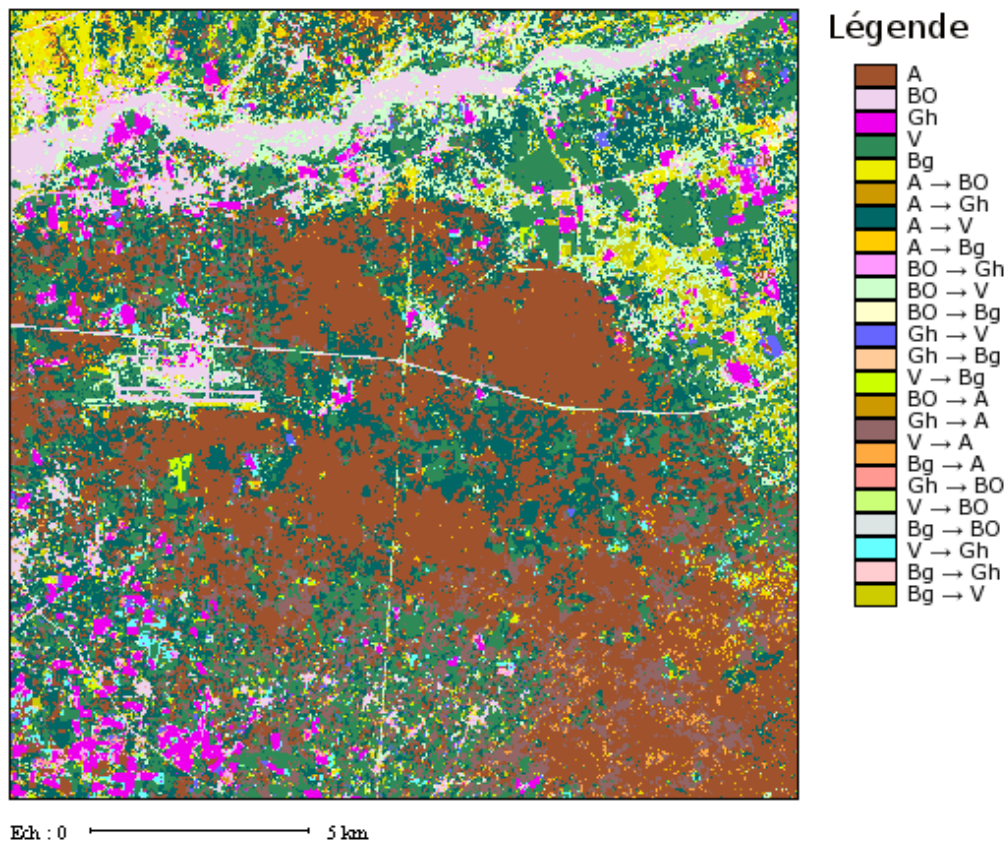 Légende
A
BO
Gh
V
Bg
A → BO
A → Gh
A → V
A → Bg
BO → Gh
BO → V
BO → Bg
Gh → V
Gh → Bg
V → Bg
BO → A
Gh → A
V → A
Bg → A
Gh → BO
V → BO
Bg → BO
V → Gh
Bg → Gh
Bg → V
Ech : 0 5 km